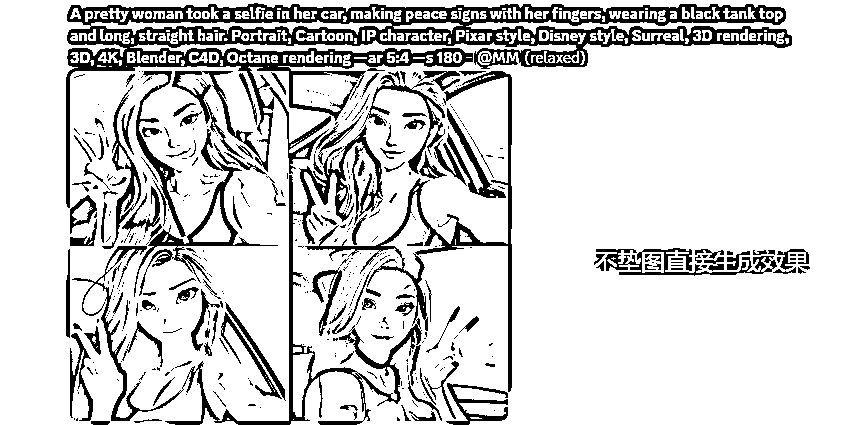 A pretty woman took a selfie in her car, making peace signs with her fingers, wearing a black tank top
and long, straight hair. Portrait, Cartoon, IP character, Pixar style, Disney style, Surreal, 3D rendering,
3D, 4K, Blender, C4D, Octane rendering —ar 5:4 —s 180 - @MM (relaxed)
不垫图直接生成效果